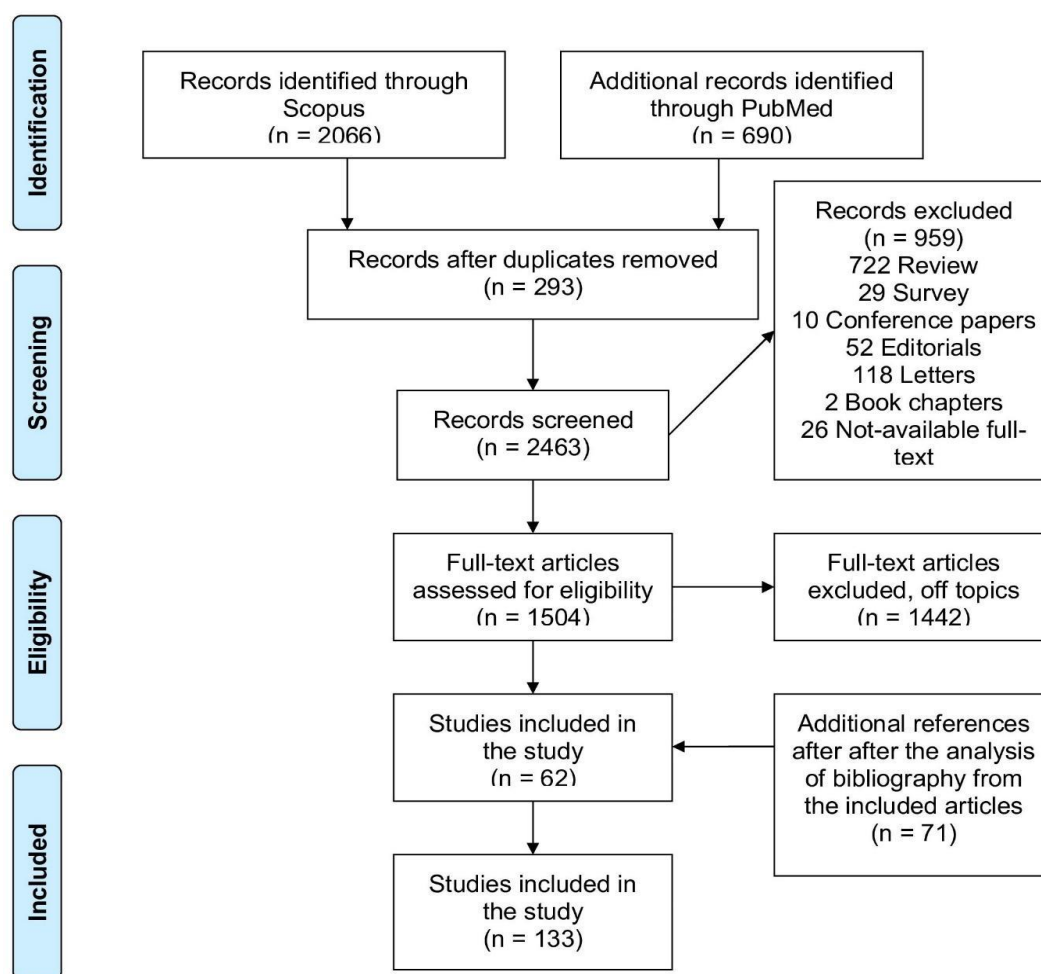 Identification
Records identified through
Scopus
(n = 2066)
Additional records identified
through PubMed
(n = 690)
Records after duplicates removed
(n = 293)
Records excluded
(n = 959)
722 Review
29 Survey
10 Conference papers
52 Editorials
118 Letters
2 Book chapters
26 Not-available full-
text
Screening
Records screened
(n = 2463)
Eligibility
Full-text articles
assessed for eligibility
(n = 1504)
Full-text articles
excluded, off topics
(n = 1442)
Studies included in
the study
(n = 62)
Additional references
after after the analysis
of bibliography from
the included articles
(n = 71)
Included
Studies included in
the study
(n = 133)